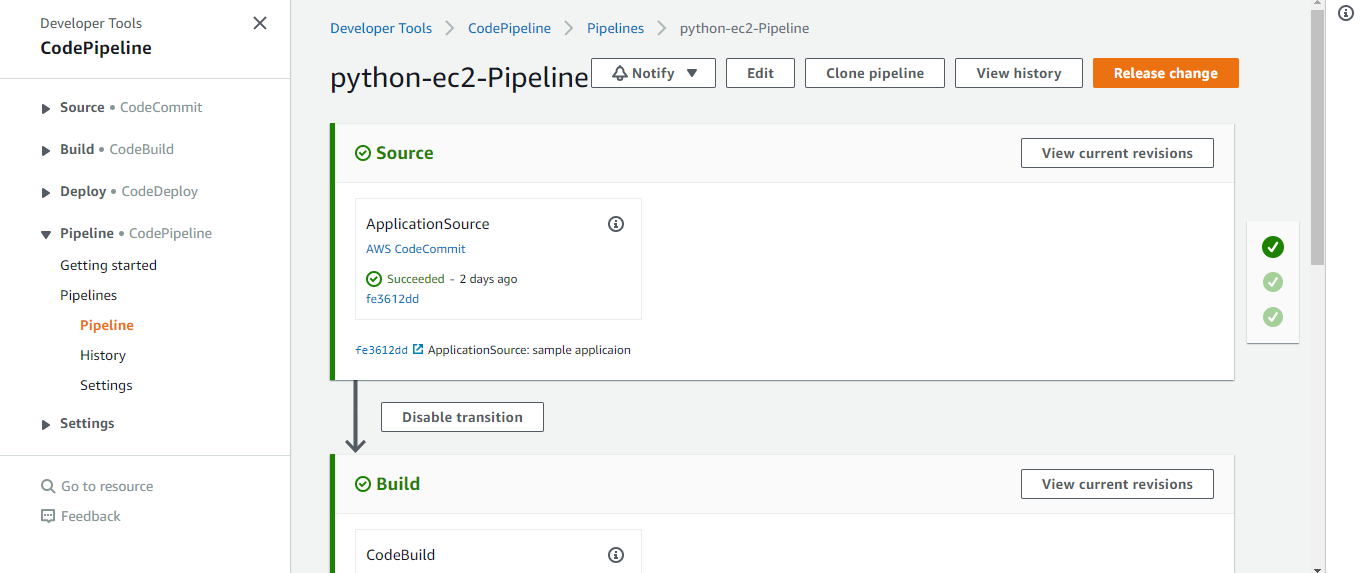 Developer Tools
CodePipeline
Source • CodeCommit
Build • CodeBuild
Deploy • CodeDeploy
Pipeline • CodePipeline
Getting started
Pipelines
Pipeline
History
Settings
Settings
Go to resource
Feedback
Developer Tools > CodePipeline > Pipelines > python-ec2-Pipeline
python-ec2-Pipeline Notify Edit Clone pipeline View history Release change
Source View current revisions
ApplicationSource
AWS CodeCommit
Succeeded - 2 days ago
fe3612dd
fe3612dd ApplicationSource: sample applicaion
Disable transition
Build View current revisions
CodeBuild